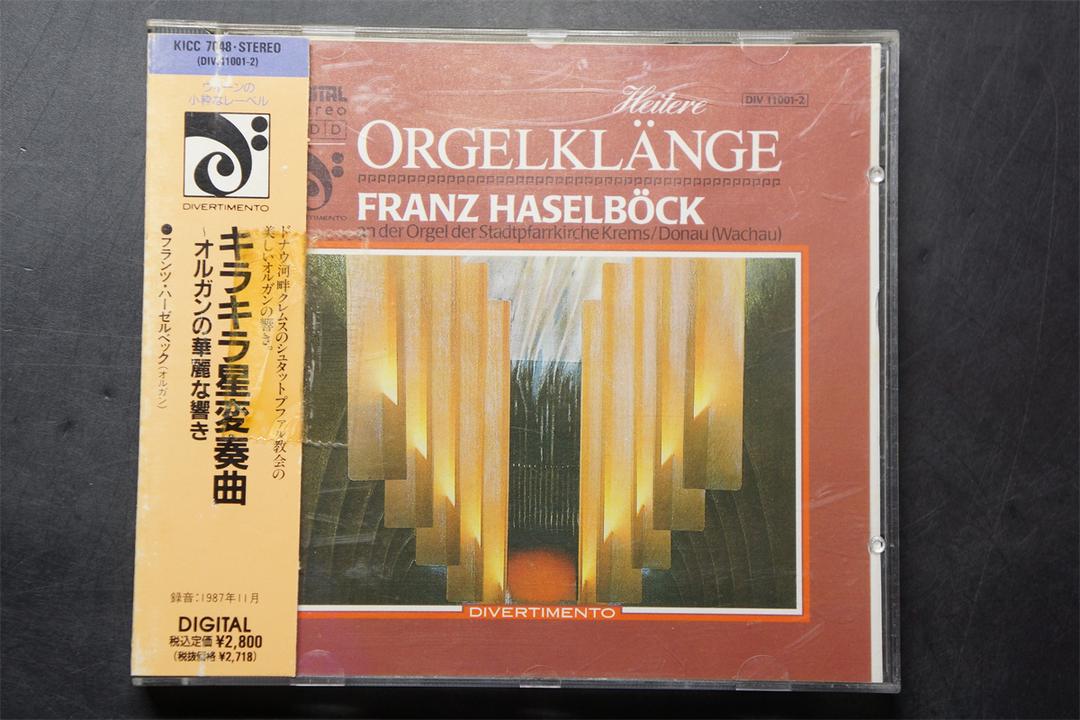 KICC 7048・STEREO
(DIV 11001-2)
ウィーンの
小粋なレーベル
DIVERTIMENTO
ドナウ河畔クレムスのシュタットプファル教会の
美しいオルガンの響き。
キラキラ星変奏曲
～オルガンの華麗な響き
●フランツ・ハーゼルベック(オルガン)
録音:1987年11月
DIGITAL
税込定価 ¥2,800
(税抜価格 ¥2,718)
Heitere
DIV 11001-2
ORGELKLÄNGE
FRANZ HASELBÖCK
an der Orgel der Stadtpfarrkirche Krems/Donau (Wachau)
DIVERTIMENTO